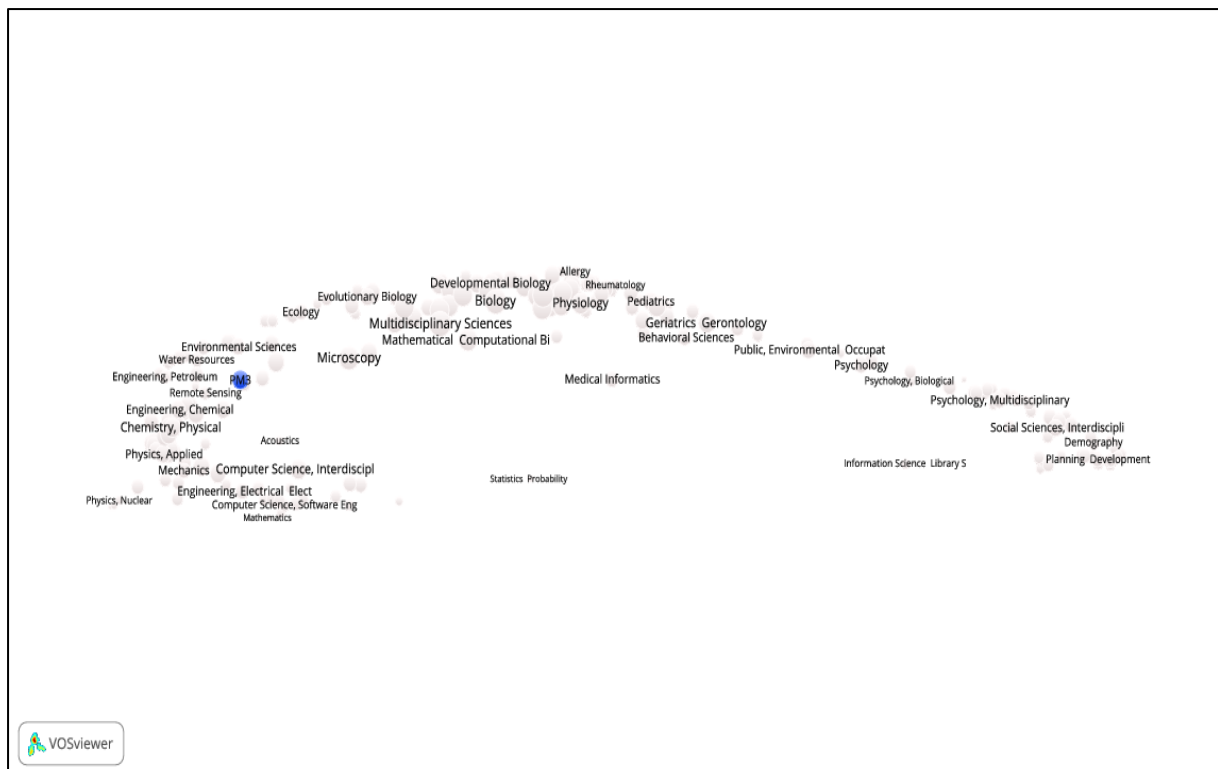 Allergy
Developmental Biology
Rheumatology
Evolutionary Biology
Biology
Physiology
Pediatrics
Ecology
Multidisciplinary Sciences
Geriatrics Gerontology
Mathematical Computational Bi
Behavioral Sciences
Environmental Sciences
Public, Environmental Occupat
Water Resources
Microscopy
Psychology
Engineering, Petroleum
PM3
Medical Informatics
Psychology, Biological
Remote Sensing
Psychology, Multidisciplinary
Engineering, Chemical
Chemistry, Physical
Social Sciences, Interdiscipli
Acoustics
Demography
Physics, Applied
Planning Development
Mechanics
Computer Science, Interdiscipl
Information Science Library S
Statistics Probability
Engineering, Electrical Elect
Physics, Nuclear
Computer Science, Software Eng
Mathematics
VOSviewer